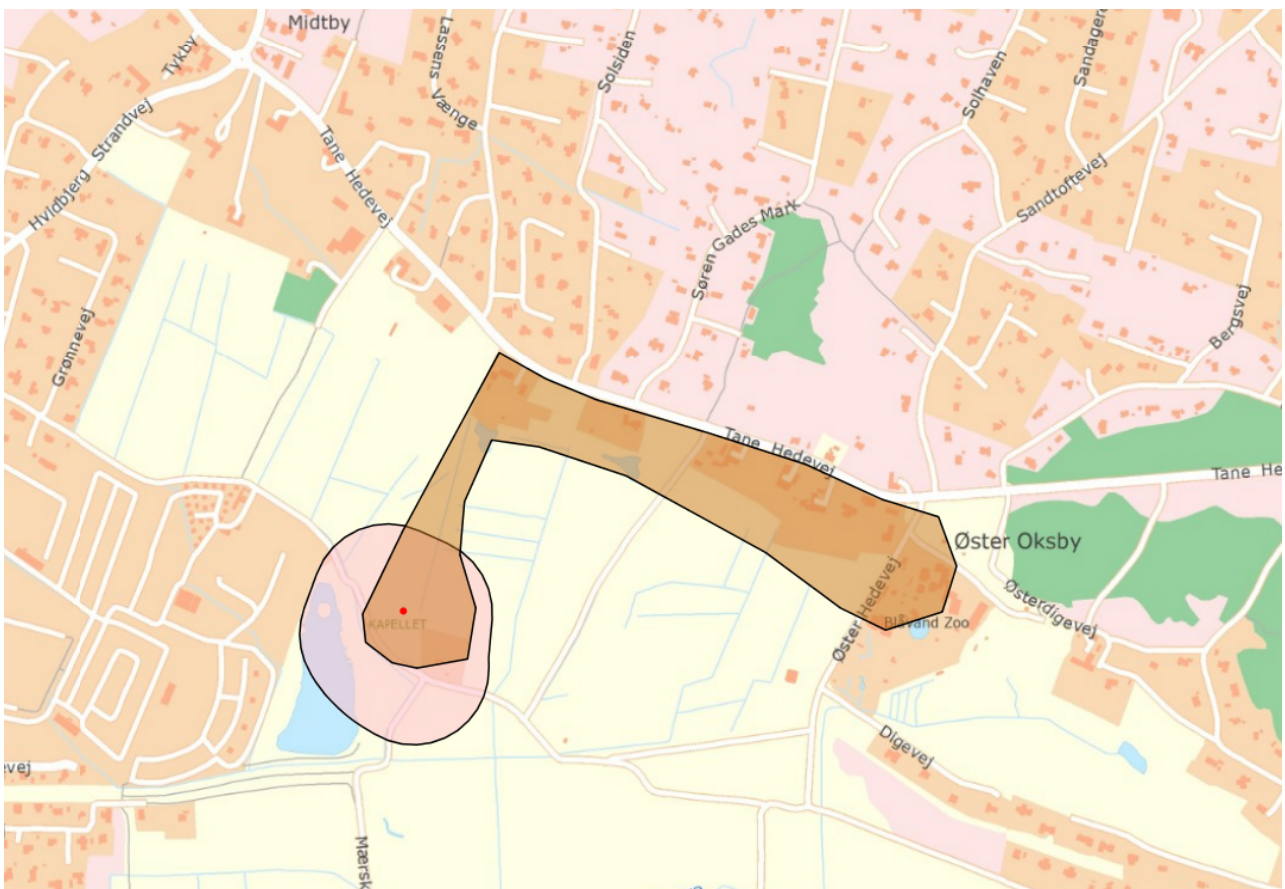 Midtby
Tykby
Lassens Vænge
Solsiden
Solhaven
Sandagerv
Hvidbjerg Strandvej
Tane Hedevej
Søren Gades Mark
Sandtoftevej
Grønnevej
Bergsvej
Tane Hedevej
Tane He
Øster Oksby
KAPELLET
Øster Hedevej
Blåvand Zoo
Østerdigevej
Digevej
evej
Mærsk